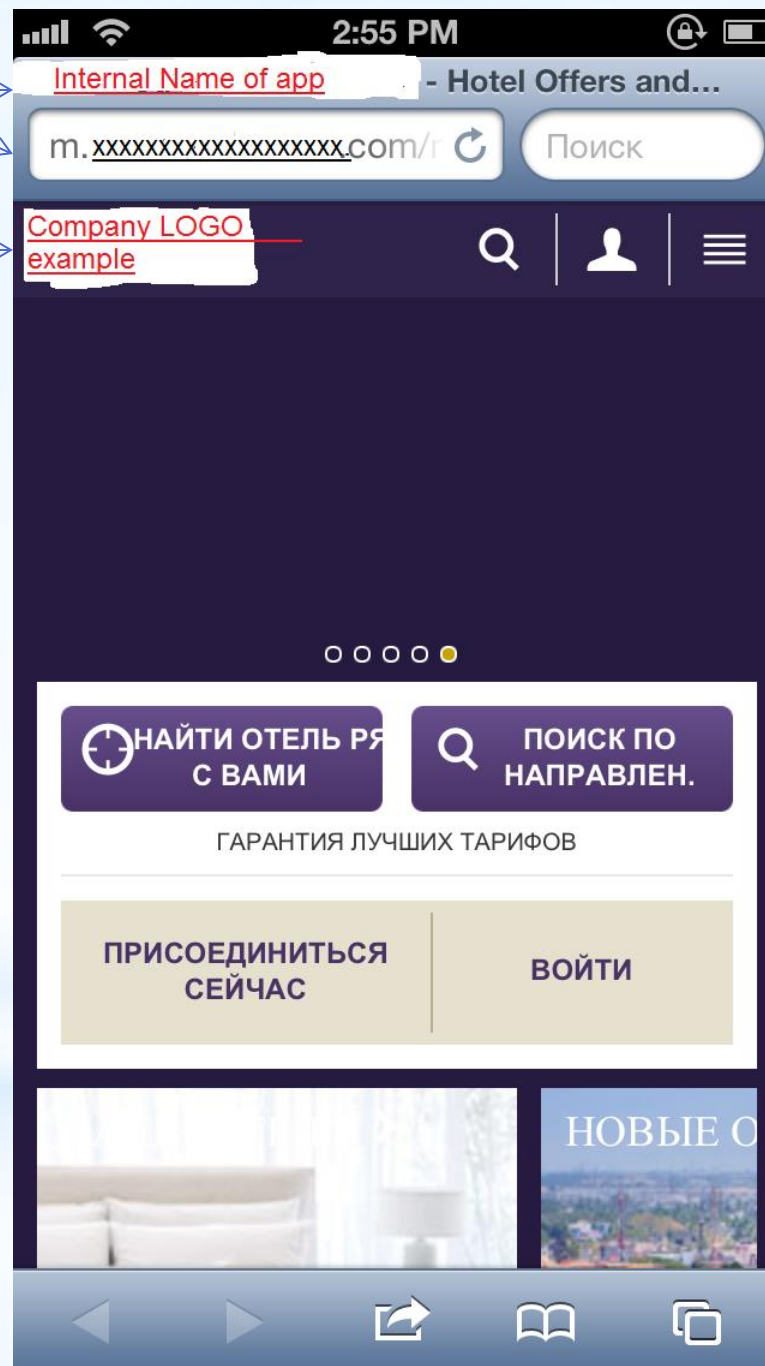 2:55 PM
Internal Name of app - Hotel Offers and...
m.xxxxxxxxxxxxxxxxxxx.com/ Поиск
Company LOGO
example
НАЙТИ ОТЕЛЬ РЯ
С ВАМИ
ПОИСК ПО
НАПРАВЛЕН.
ГАРАНТИЯ ЛУЧШИХ ТАРИФОВ
ПРИСОЕДИНИТЬСЯ
СЕЙЧАС
ВОЙТИ
НОВЫЕ О